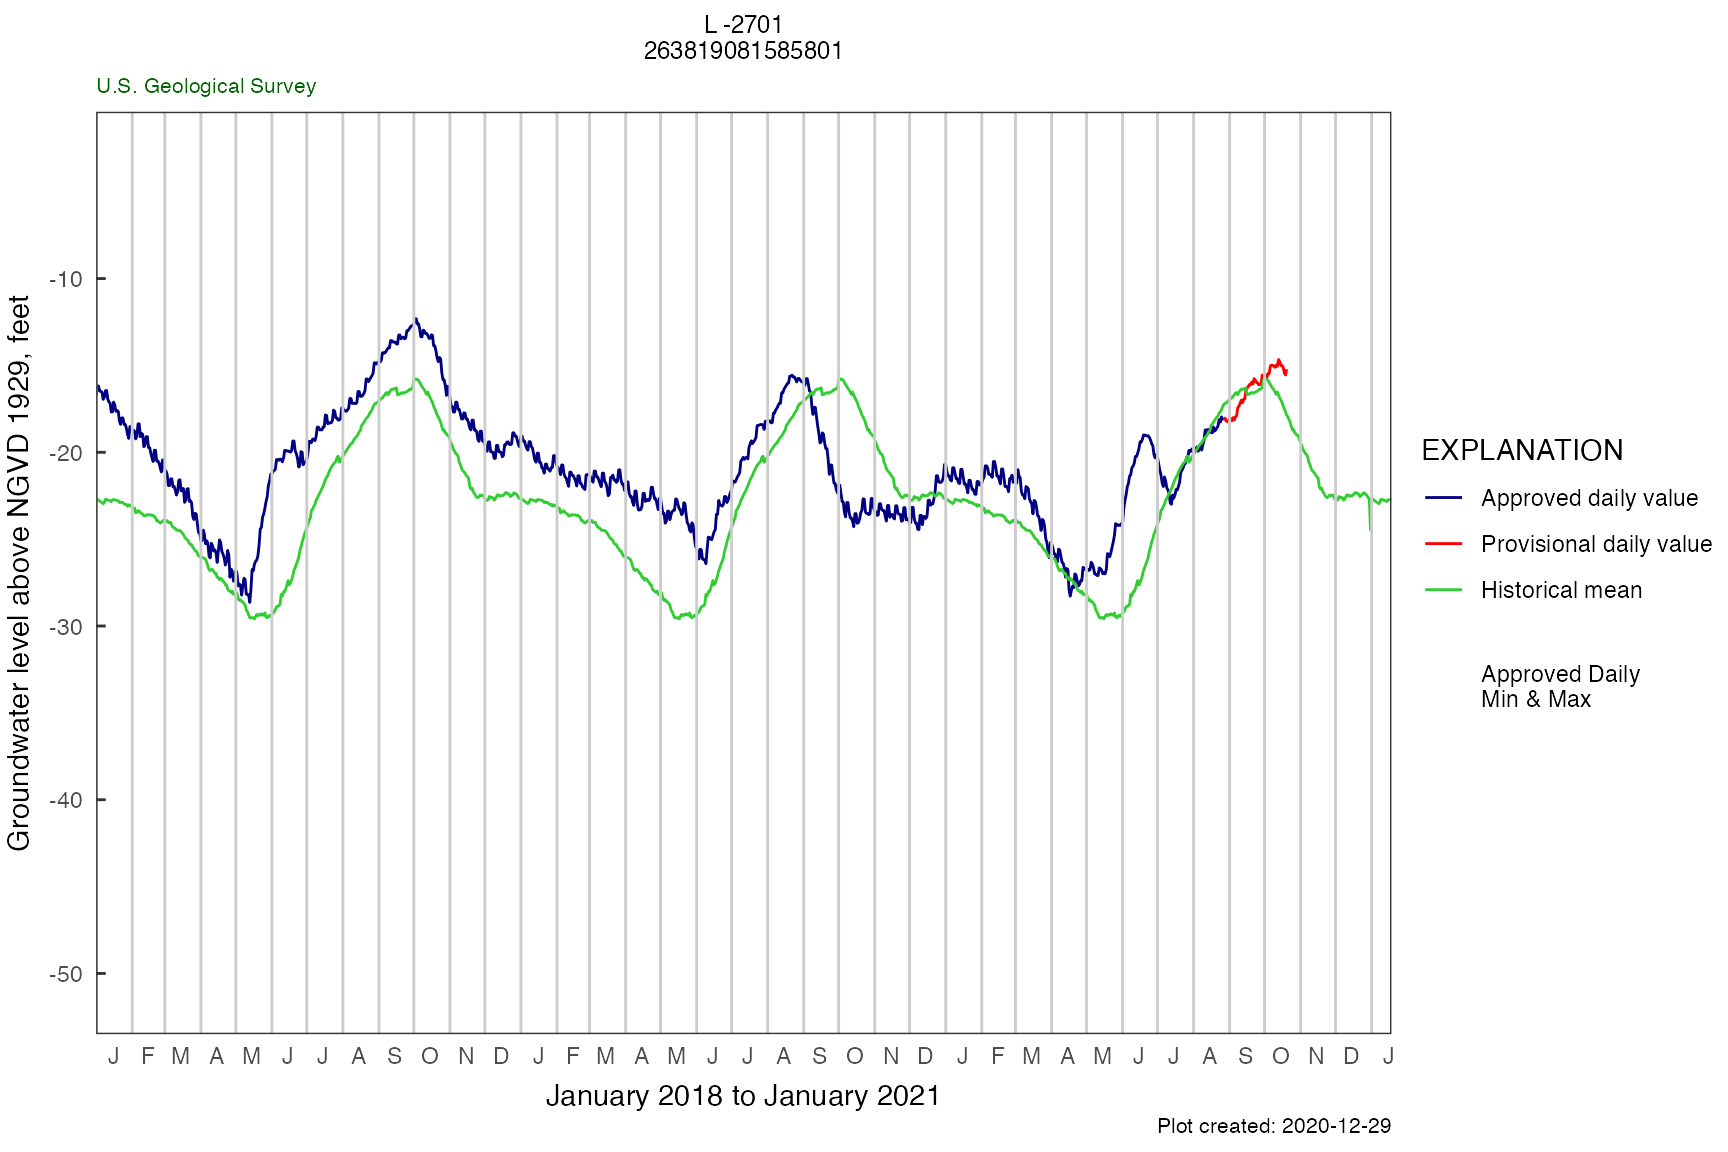 L -2701
263819081585801
U.S. Geological Survey
Groundwater level above NGVD 1929, feet
-10
-20
-30
-40
-50
J F M A M J J A S O N D J F M A M J J A S O N D J F M A M J J A S O N D J
January 2018 to January 2021
EXPLANATION
Approved daily value
Provisional daily value
Historical mean
Approved Daily
Min & Max
Plot created: 2020-12-29